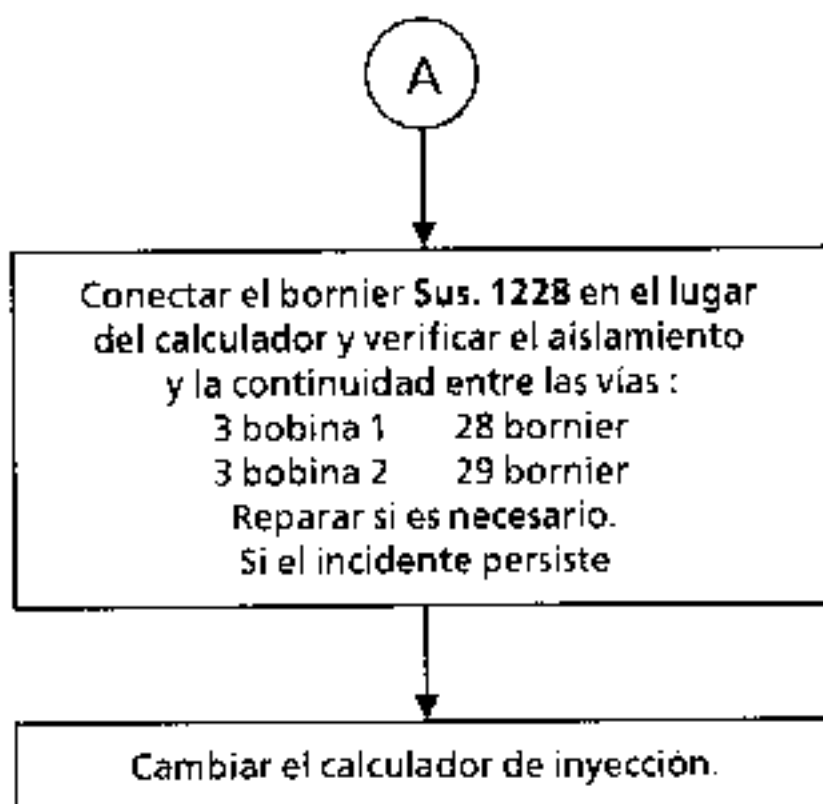 A
Conectar el bornier Sus. 1228 en el lugar
del calculador y verificar el aislamiento
y la continuidad entre las vías :
3 bobina 1 28 bornier
3 bobina 2 29 bornier
Reparar si es necesario.
Si el incidente persiste
Cambiar el calculador de inyección.